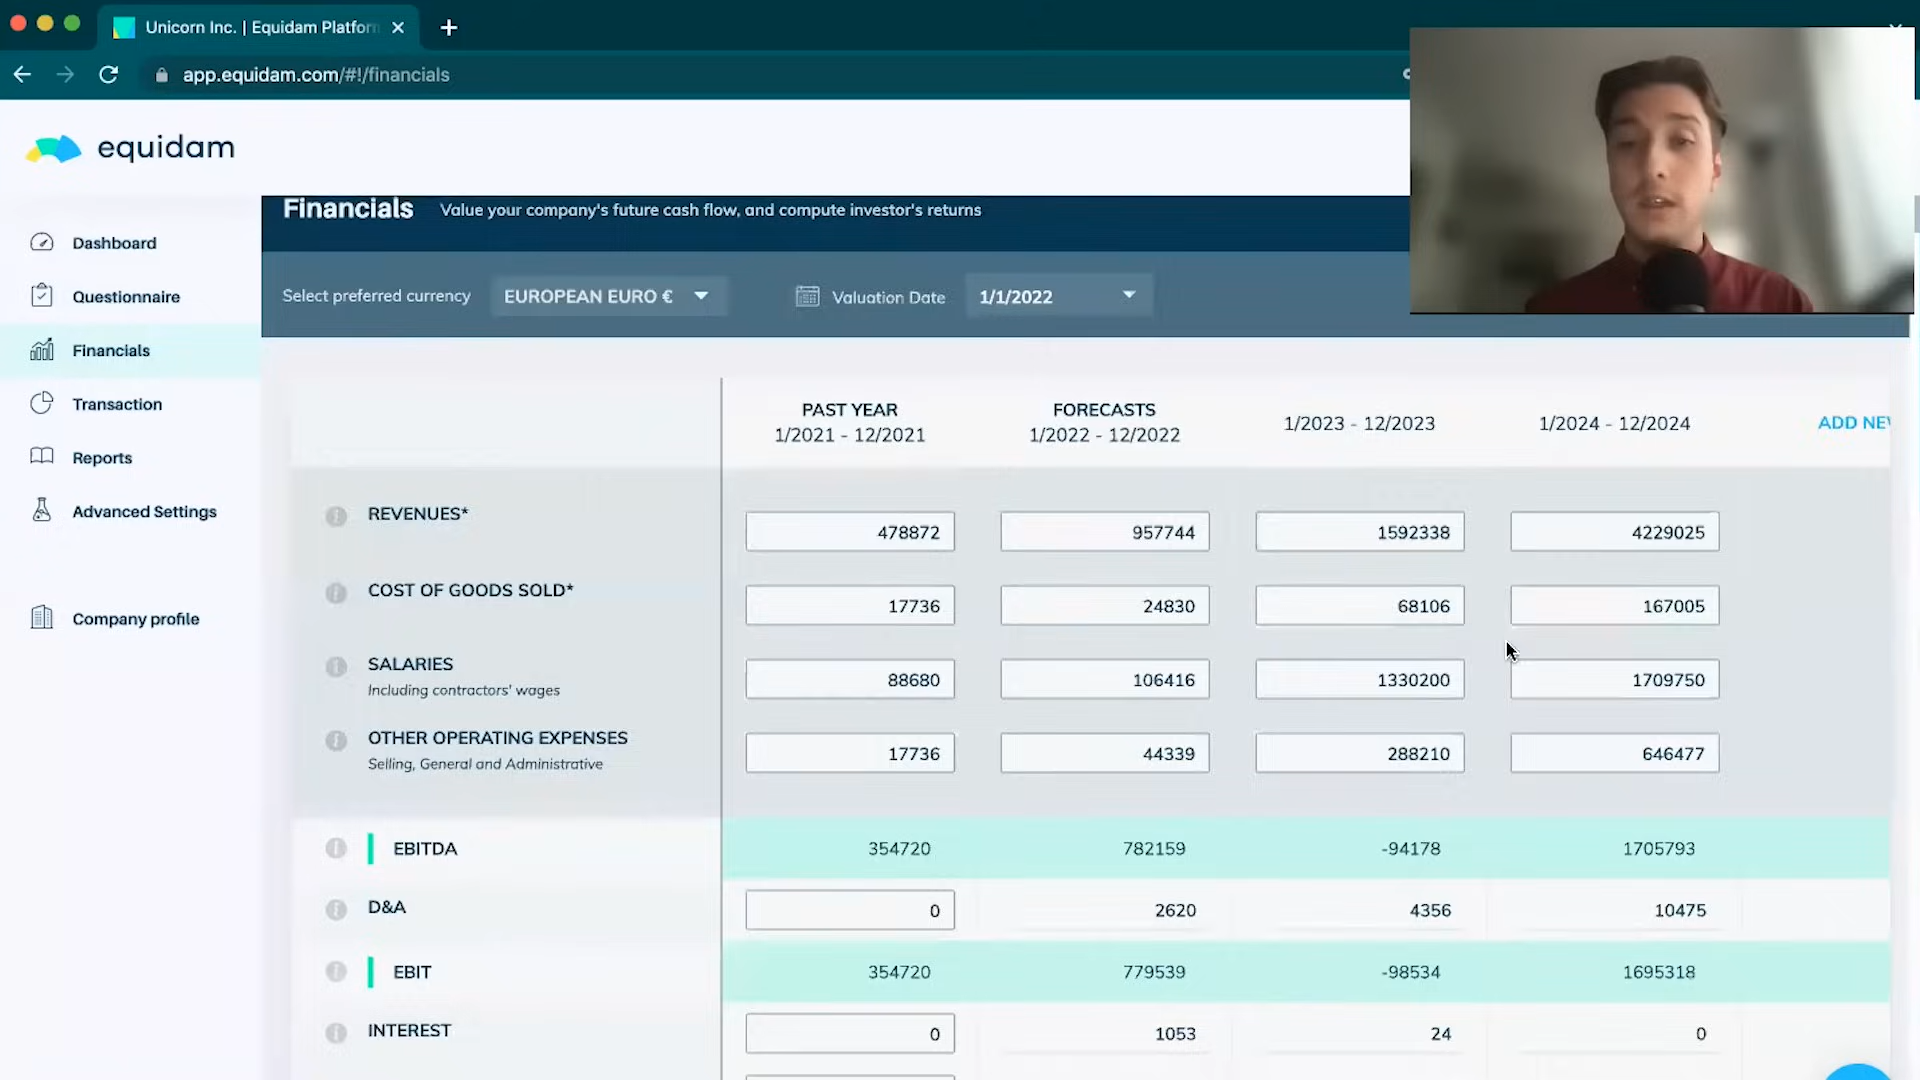 Unicorn Inc. | Equidam Platfor
app.equidam.com/#!/financials
equidam
Dashboard
Questionnaire
Financials
Transaction
Reports
Advanced Settings
Company profile
Financials Value your company's future cash flow, and compute investor's returns
Select preferred currency EUROPEAN EURO € Valuation Date 1/1/2022
PAST YEAR FORECASTS
1/2021 - 12/2021 1/2022 - 12/2022 1/2023 - 12/2023 1/2024 - 12/2024 ADD NEW
REVENUES* 478872 957744 1592338 4229025
COST OF GOODS SOLD* 17736 24830 68106 167005
SALARIES 88680 106416 1330200 1709750
Including contractors' wages
OTHER OPERATING EXPENSES 17736 44339 288210 646477
Selling, General and Administrative
EBITDA 354720 782159 -94178 1705793
D&A 0 2620 4356 10475
EBIT 354720 779539 -98534 1695318
INTEREST 0 1053 24 0